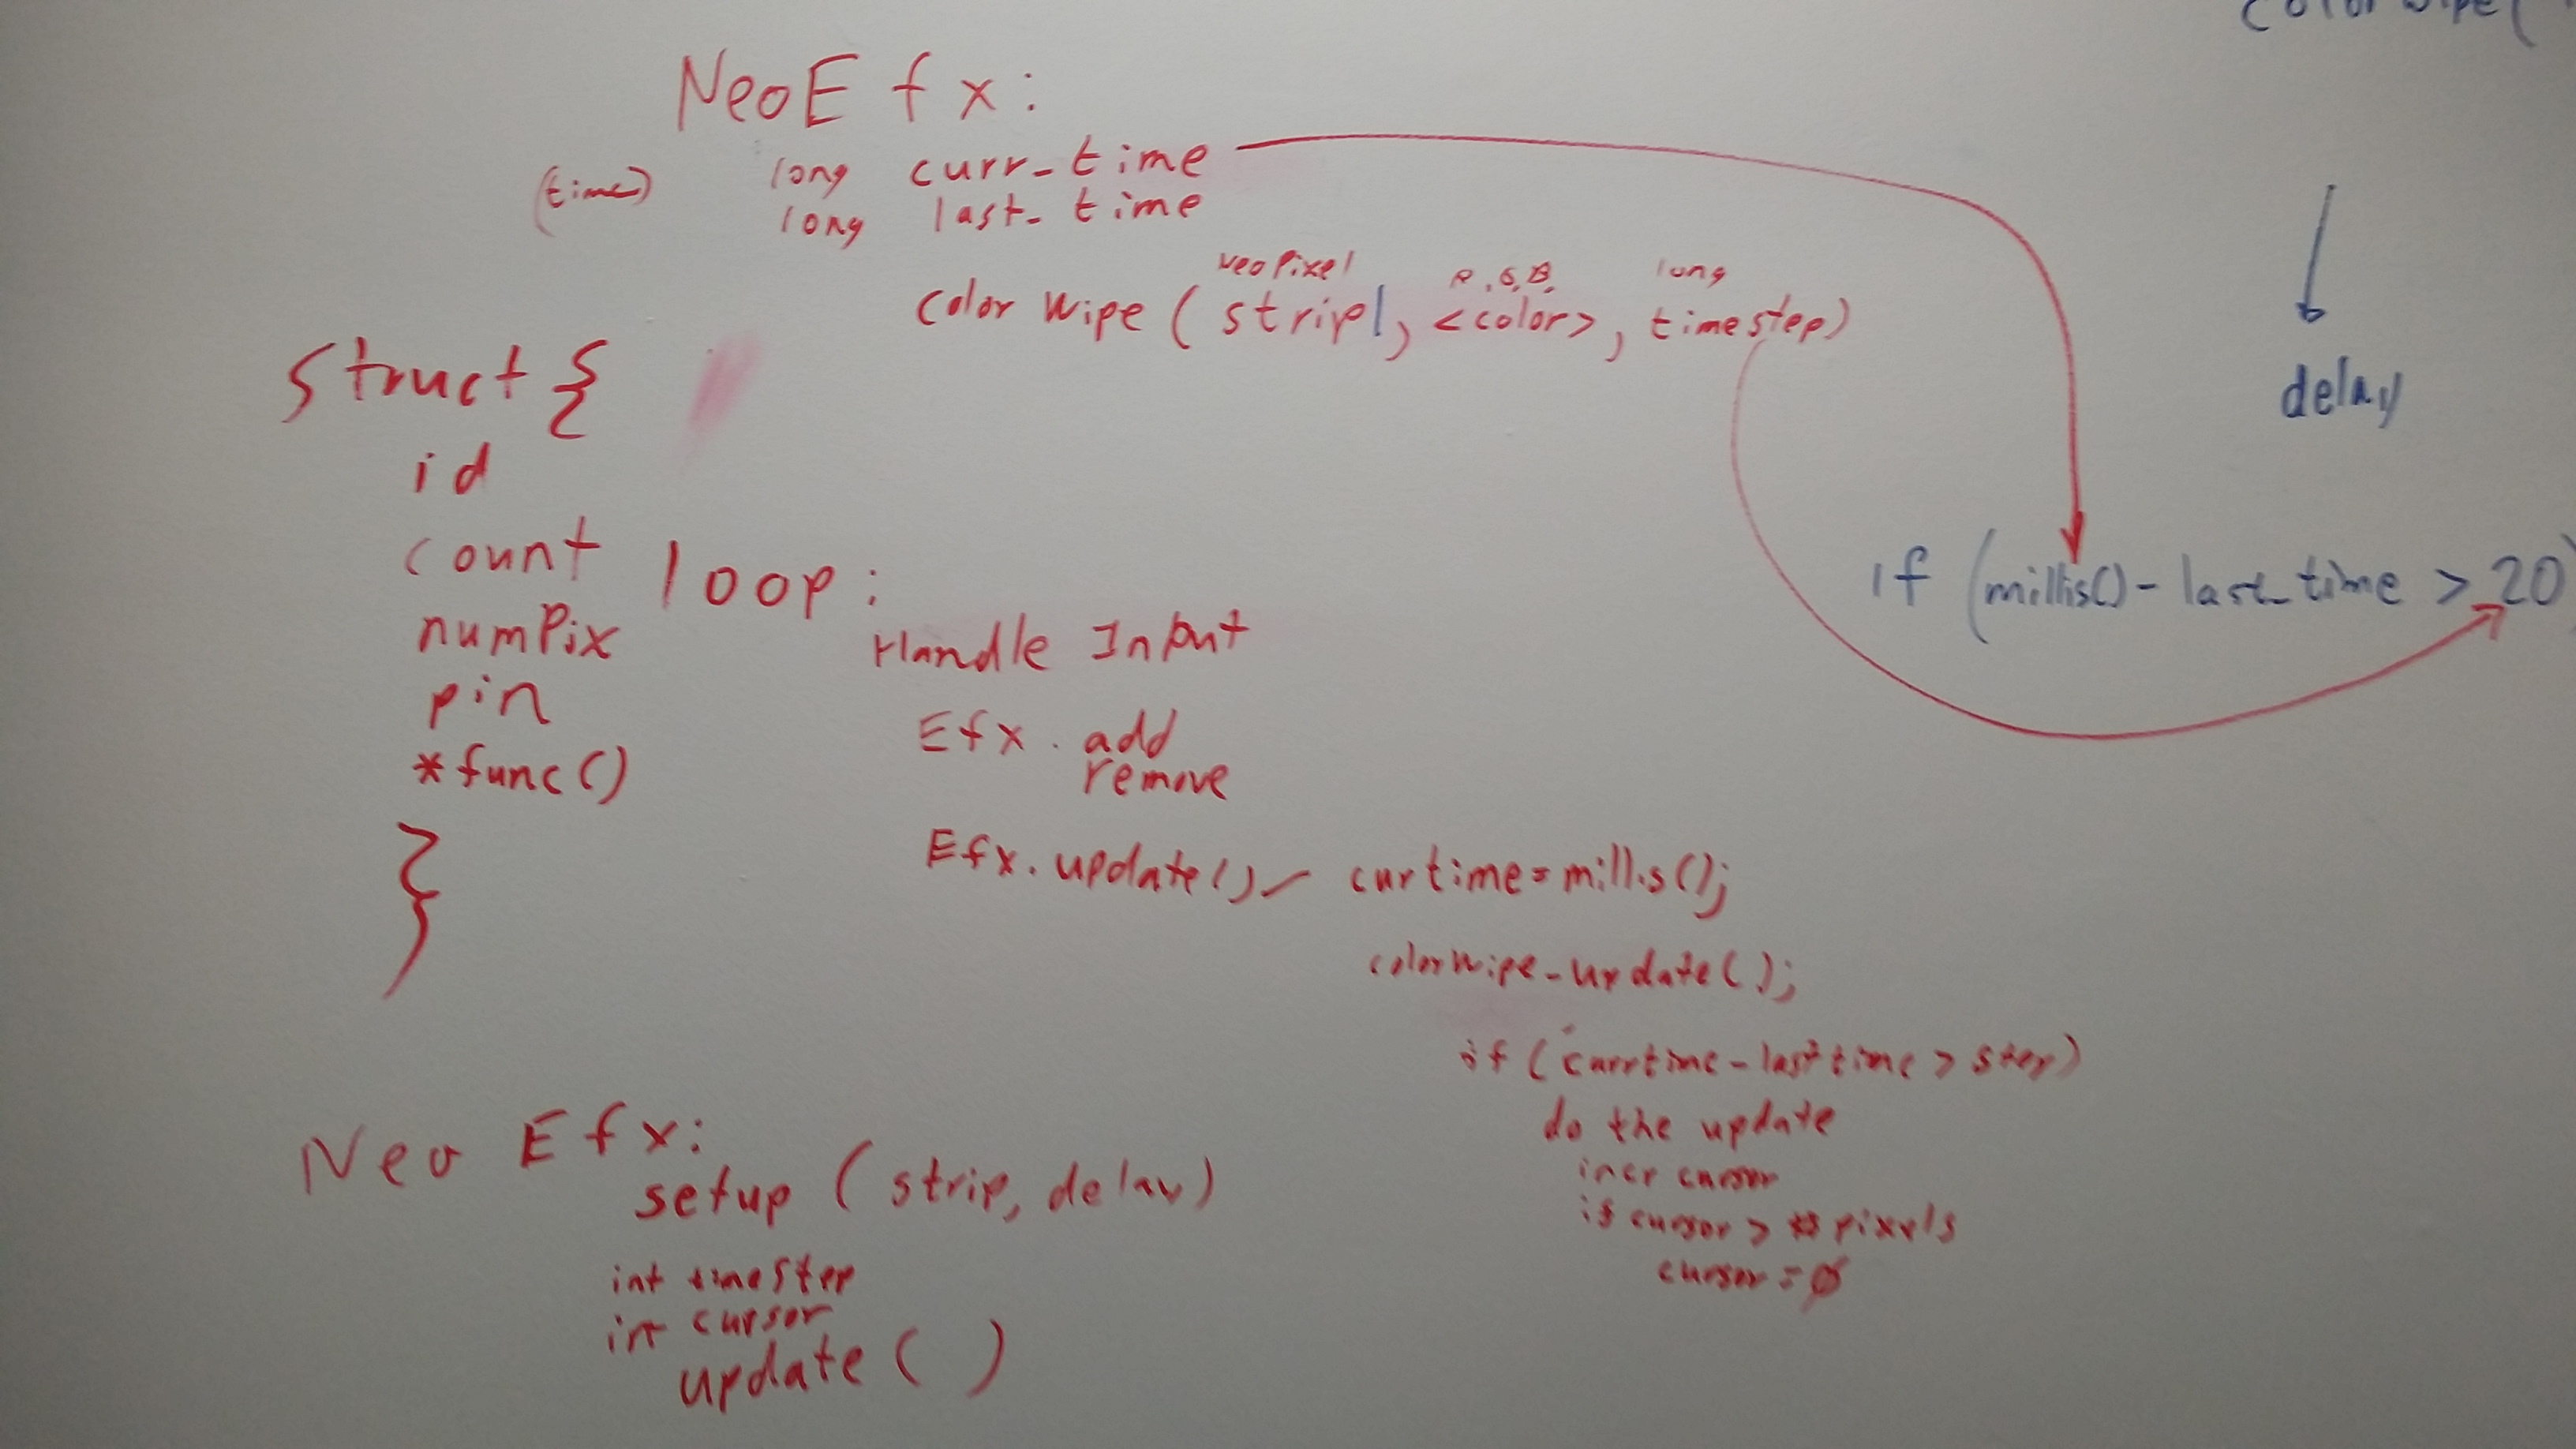 colorwipe(
NeoEfx:
(time) long curr_time
long last_time
NeoPixel R,G,B, long
Color Wipe ( strip1, <color>, timestep)
delay
if (millis() - last_time > 20)
struct {
id
count
numPix
pin
*func()
}
loop:
Handle Input
Efx. add
remove
Efx.update() — curtime=millis();
colorwipe_update();
if (currtime-lasttime > step)
do the update
incr cursor
if cursor > # pixels
cursor = 0
Neo Efx:
setup (strip, delay)
int timestep
int cursor
update ( )